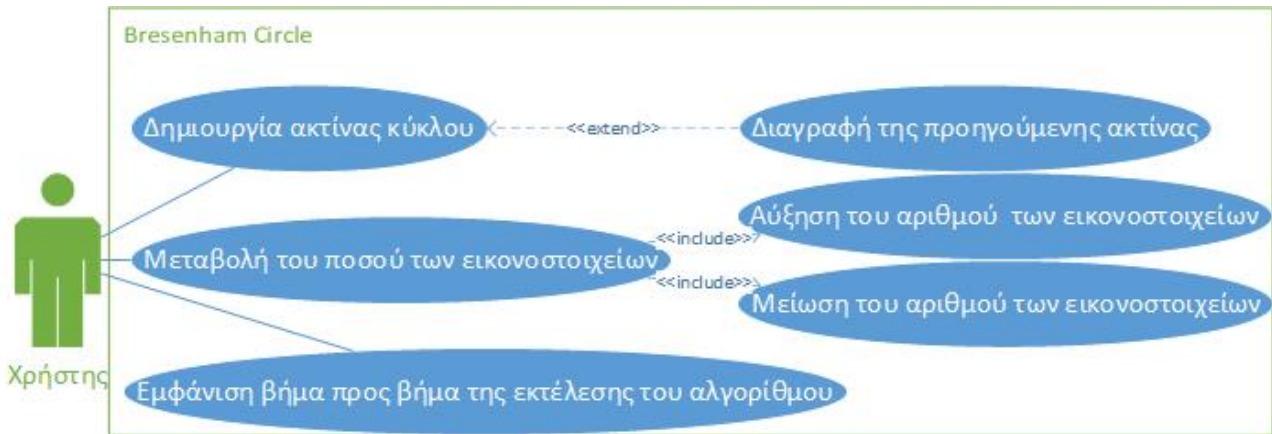 Bresenham Circle
Δημιουργία ακτίνας κύκλου
<<extend>>
Διαγραφή της προηγούμενης ακτίνας
Αύξηση του αριθμού των εικονοστοιχείων
<<include>>
Μεταβολή του ποσού των εικονοστοιχείων
<<include>>
Μείωση του αριθμού των εικονοστοιχείων
Χρήστης
Εμφάνιση βήμα προς βήμα της εκτέλεσης του αλγορίθμου